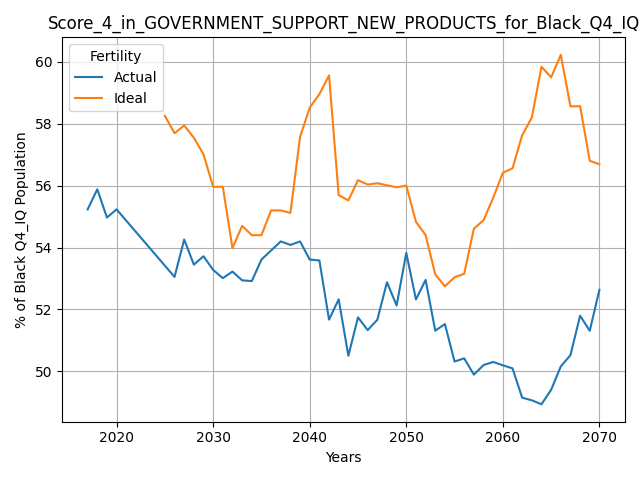 Score_4_in_GOVERNMENT_SUPPORT_NEW_PRODUCTS_for_Black_Q4_IQ
Fertility
Actual
Ideal
60
58
56
54
52
50
% of Black Q4_IQ Population
2020
2030
2040
2050
2060
2070
Years